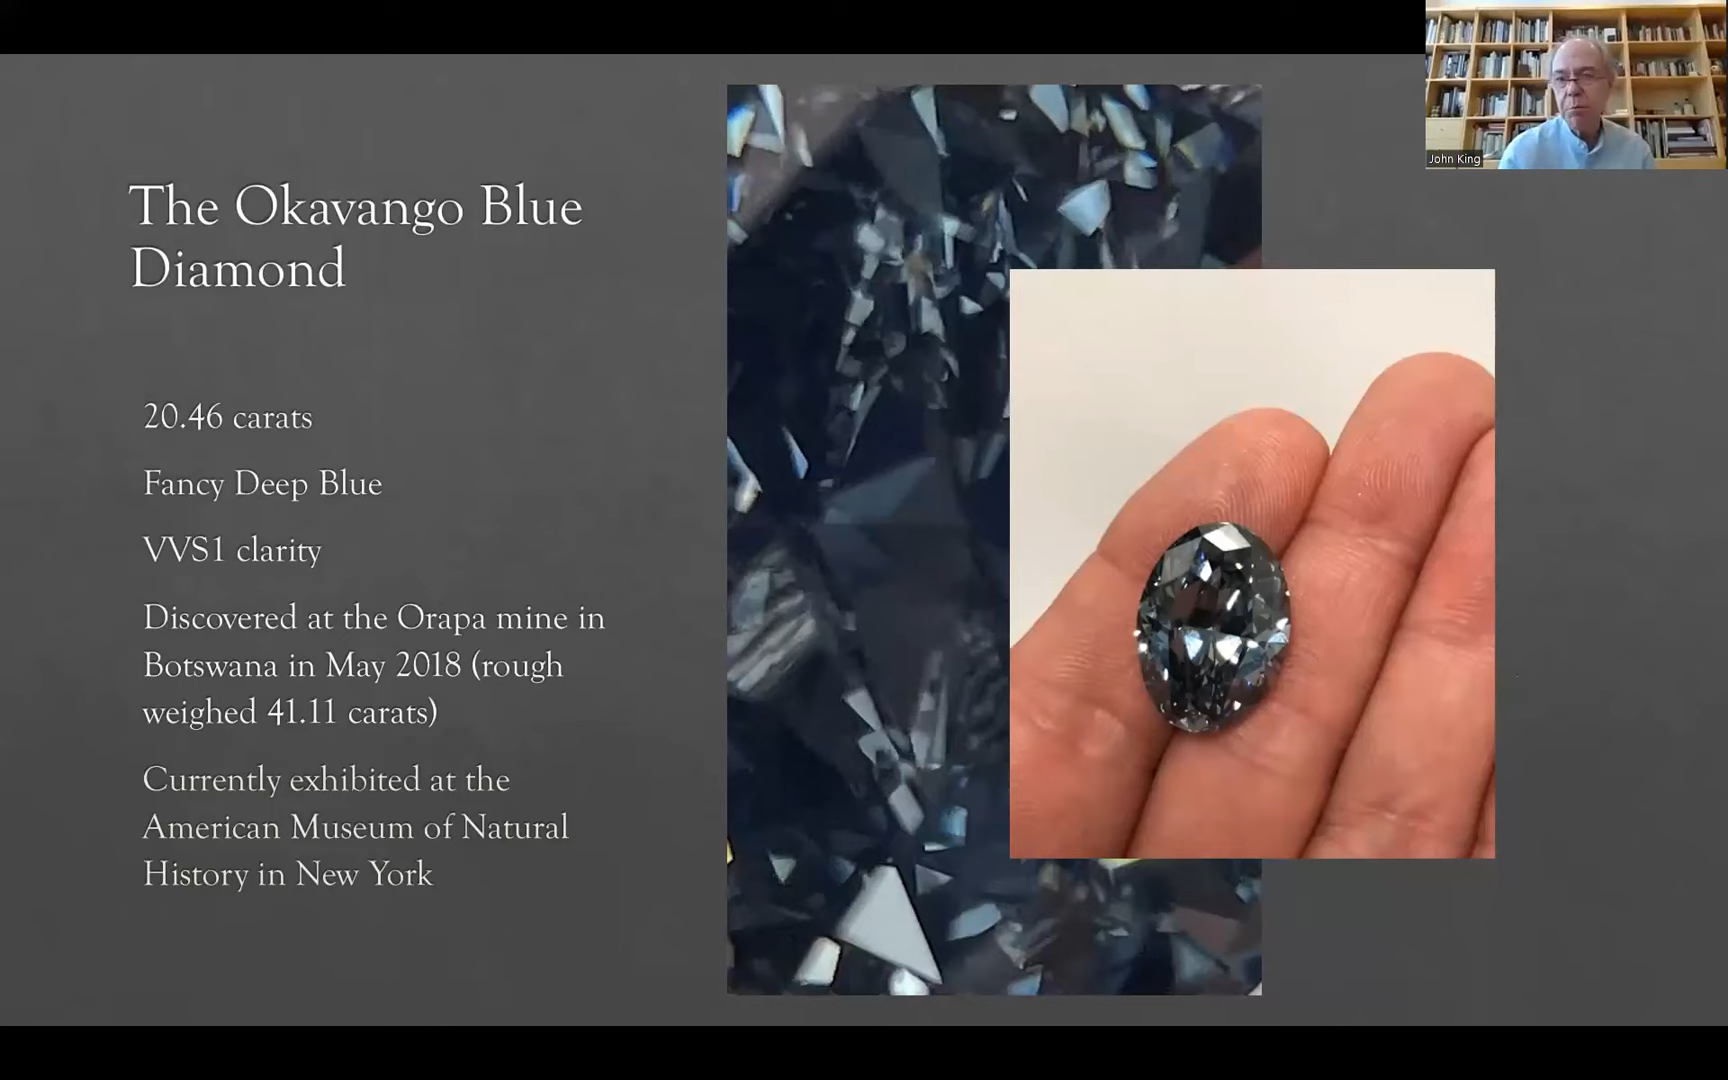 The Okavango Blue
Diamond
20.46 carats
Fancy Deep Blue
VVS1 clarity
Discovered at the Orapa mine in
Botswana in May 2018 (rough
weighed 41.11 carats)
Currently exhibited at the
American Museum of Natural
History in New York
John King